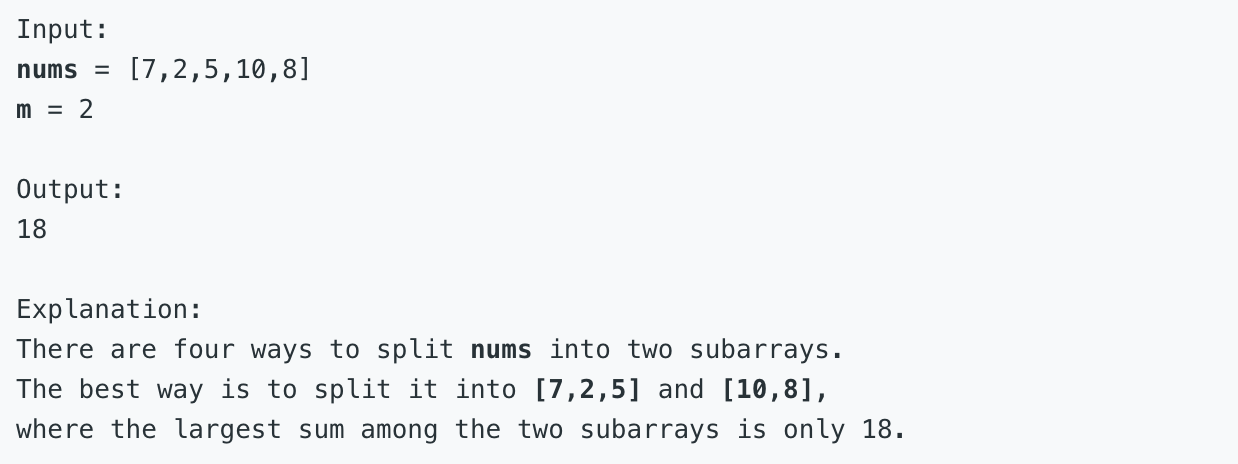 Input:
nums = [7,2,5,10,8]
m = 2
Output:
18
Explanation:
There are four ways to split nums into two subarrays.
The best way is to split it into [7,2,5] and [10,8],
where the largest sum among the two subarrays is only 18.